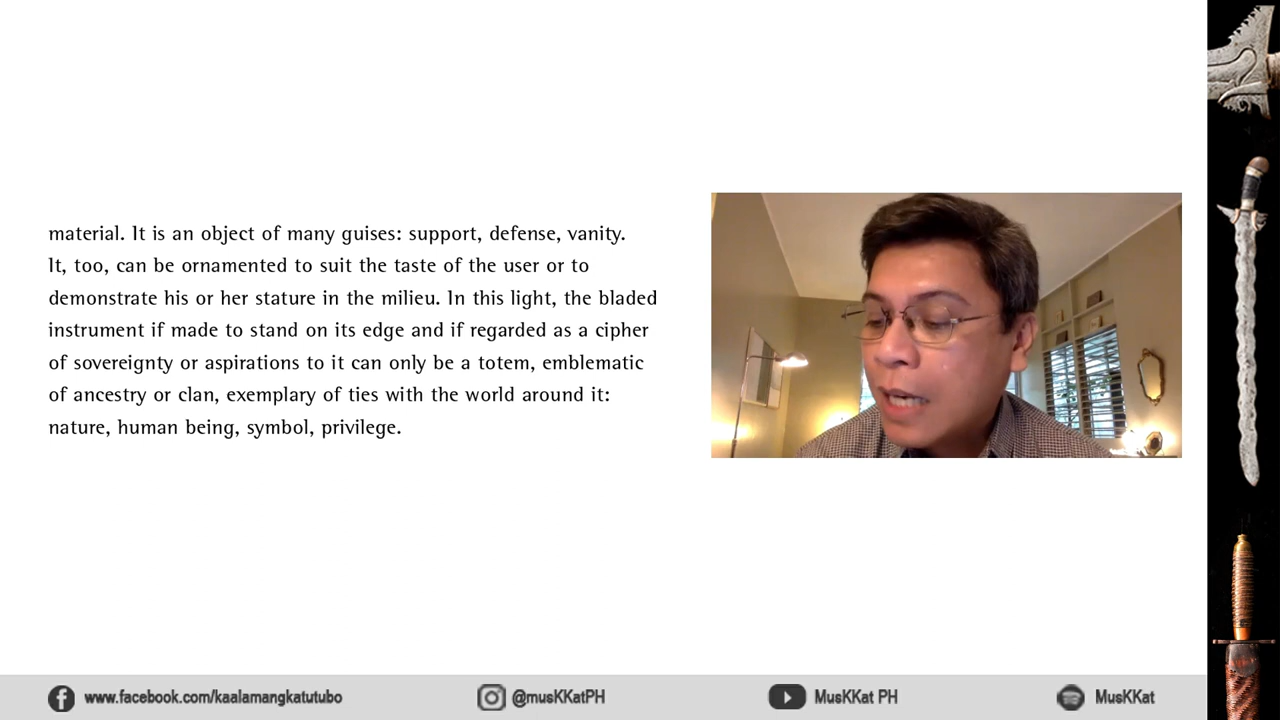 material. It is an object of many guises: support, defense, vanity.
It, too, can be ornamented to suit the taste of the user or to
demonstrate his or her stature in the milieu. In this light, the bladed
instrument if made to stand on its edge and if regarded as a cipher
of sovereignty or aspirations to it can only be a totem, emblematic
of ancestry or clan, exemplary of ties with the world around it:
nature, human being, symbol, privilege.
www.facebook.com/kaalamangkatutubo
@musKKatPH
MusKKat PH
MusKKat